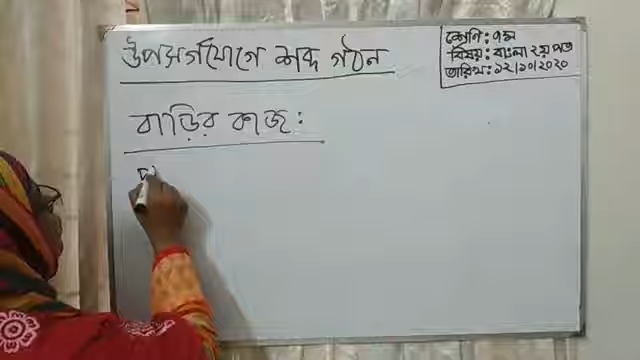 উপসর্গযোগে শব্দ গঠন
শ্রেণি: ৭ম
বিষয়: বাংলা ২য় পত্র
তারিখ: ১২/১০/২০২০
বাড়ির কাজ: